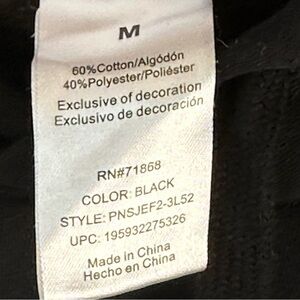 M
60%Cotton/Algódón
40%Polyester/Poliéster
Exclusive of decoration
Exclusivo de decoración
RN#71868
COLOR: BLACK
STYLE: PNSJEF2-3L52
UPC: 195932275326
Made in China
Hecho en China